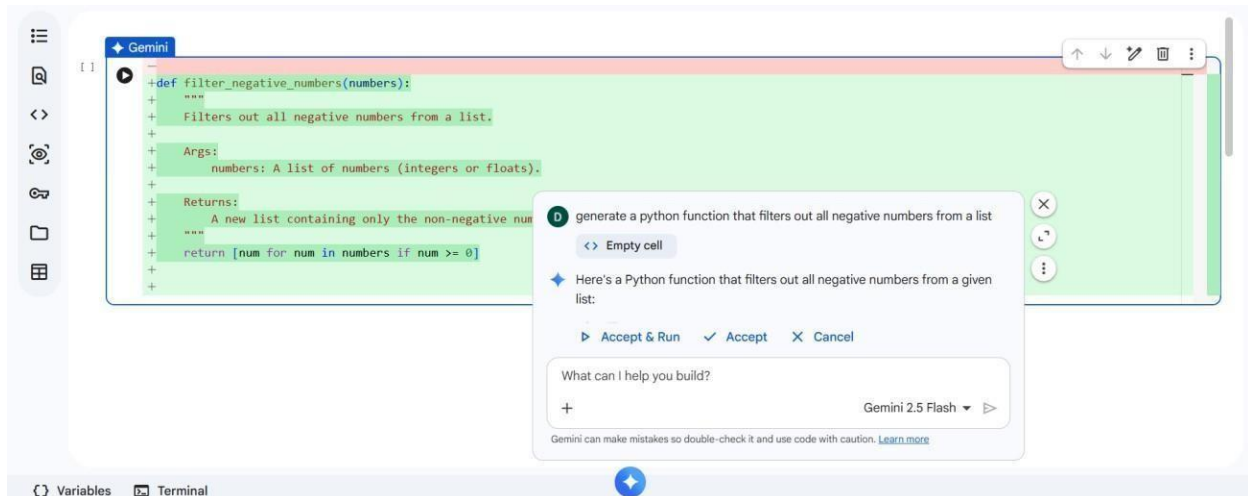 Gemini
[ ]
-
+def filter_negative_numbers(numbers):
+    """
+    Filters out all negative numbers from a list.
+
+    Args:
+        numbers: A list of numbers (integers or floats).
+
+    Returns:
+        A new list containing only the non-negative num
+    """
+    return [num for num in numbers if num >= 0]
+
+
D generate a python function that filters out all negative numbers from a list
<> Empty cell
Here's a Python function that filters out all negative numbers from a given
list:
Accept & Run Accept Cancel
What can I help you build?
+ Gemini 2.5 Flash
Gemini can make mistakes so double-check it and use code with caution. Learn more
{} Variables Terminal